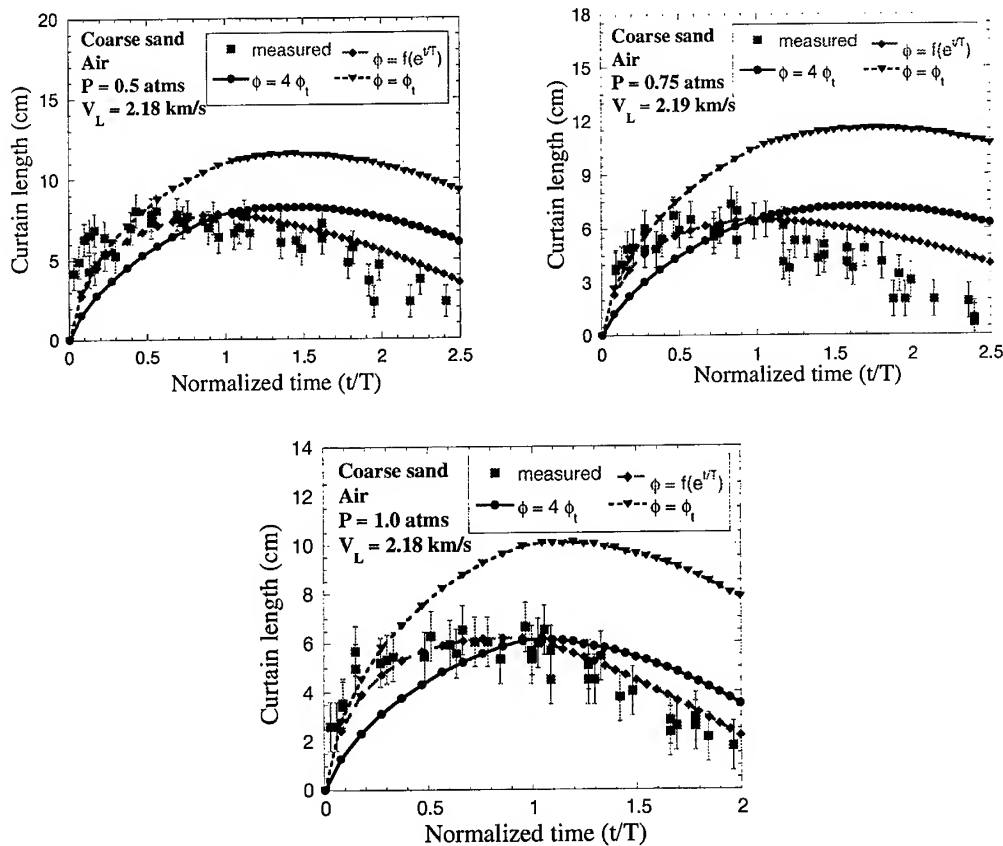 Coarse sand
Air
P = 0.5 atms
V_L = 2.18 km/s
measured
ϕ = f(e^t/T)
ϕ = 4 ϕ_t
ϕ = ϕ_t
Curtain length (cm)
20
15
10
5
0
0
0.5
1
1.5
2
2.5
Normalized time (t/T)
Coarse sand
Air
P = 0.75 atms
V_L = 2.19 km/s
measured
ϕ = f(e^t/T)
ϕ = 4 ϕ_t
ϕ = ϕ_t
Curtain length (cm)
18
15
12
9
6
3
0
0
0.5
1
1.5
2
2.5
Normalized time (t/T)
Coarse sand
Air
P = 1.0 atms
V_L = 2.18 km/s
measured
ϕ = f(e^t/T)
ϕ = 4 ϕ_t
ϕ = ϕ_t
Curtain length (cm)
14
12
10
8
6
4
2
0
0
0.5
1
1.5
2
Normalized time (t/T)